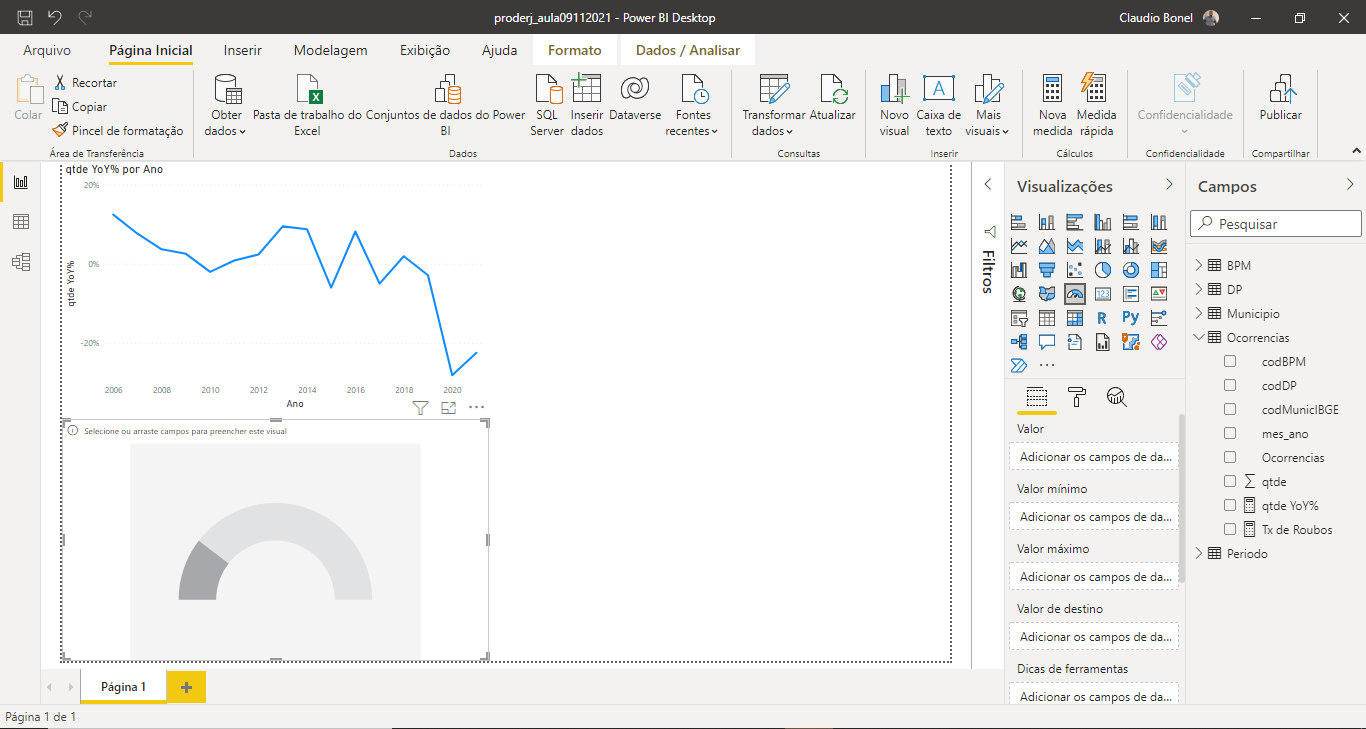 proderj_aula09112021 - Power BI Desktop
Claudio Bonel
Arquivo
Página Inicial
Inserir
Modelagem
Exibição
Ajuda
Formato
Dados / Analisar
Colar
Recortar
Copiar
Pincel de formatação
Área de Transferência
Obter
dados
Pasta de trabalho do
Excel
Conjuntos de dados do Power
BI
SQL
Server
Inserir
dados
Dataverse
Fontes
recentes
Dados
Transformar
dados
Atualizar
Consultas
Novo
visual
Caixa de
texto
Mais
visuais
Inserir
Nova
medida
Medida
rápida
Cálculos
Confidencialidade
Confidencialidade
Publicar
Compartilhar
qtde YoY% por Ano
20%
0%
-20%
qtde YoY%
2006 2008 2010 2012 2014 2016 2018 2020
Ano
Selecione ou arraste campos para preencher este visual
Filtros
Visualizações
123
R
Py
Valor
Adicionar os campos de da...
Valor mínimo
Adicionar os campos de da...
Valor máximo
Adicionar os campos de da...
Valor de destino
Adicionar os campos de da...
Dicas de ferramentas
Adicionar os campos de da...
Campos
Pesquisar
BPM
DP
Municipio
Ocorrencias
codBPM
codDP
codMunicIBGE
mes_ano
Ocorrencias
qtde
qtde YoY%
Tx de Roubos
Periodo
Página 1
Página 1 de 1